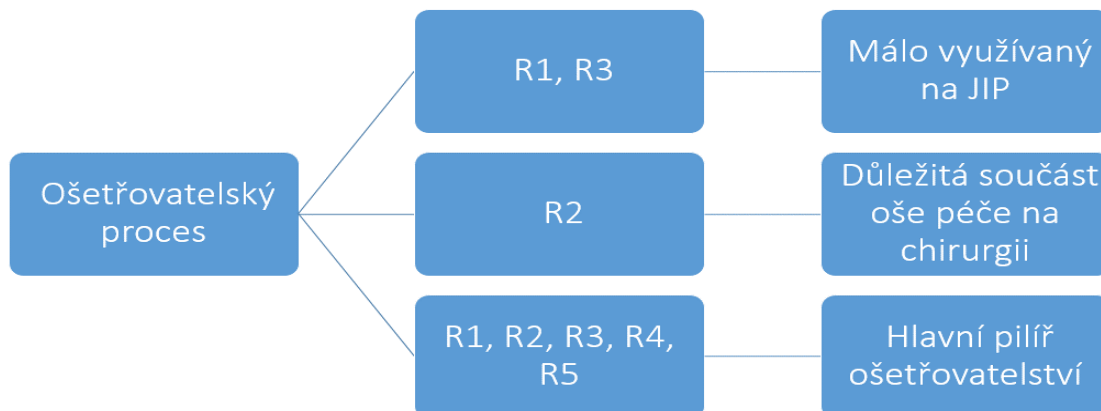 Ošetřovatelský
proces
R1, R3
Málo využívaný
na JIP
R2
Důležitá součást
oše péče na
chirurgii
R1, R2, R3, R4,
R5
Hlavní pilíř
ošetřovatelství